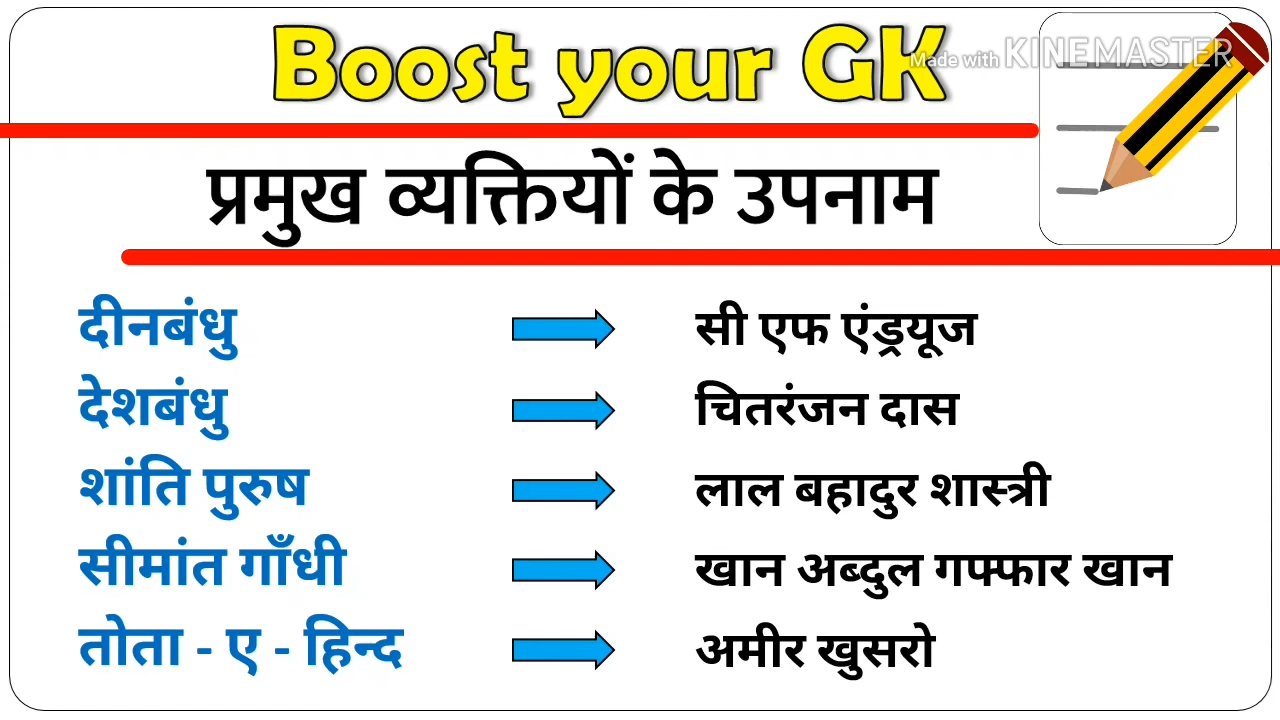 Boost your GK
Made with KINEMASTER
प्रमुख व्यक्तियों के उपनाम
दीनबंधु सी एफ एंड्रयूज
देशबंधु चितरंजन दास
शांति पुरुष लाल बहादुर शास्त्री
सीमांत गाँधी खान अब्दुल गफ्फार खान
तोता - ए - हिन्द अमीर खुसरो